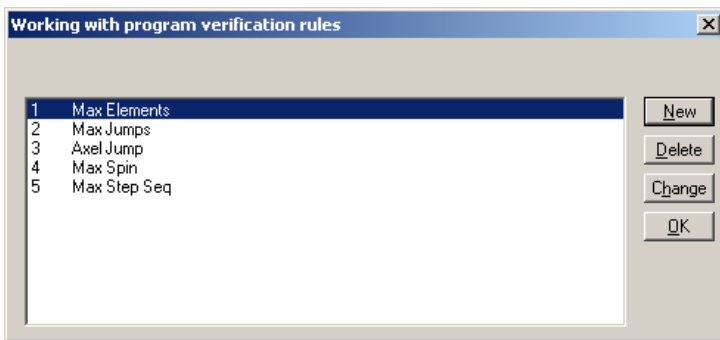 Working with program verification rules
1 Max Elements
2 Max Jumps
3 Axel Jump
4 Max Spin
5 Max Step Seq
New
Delete
Change
OK